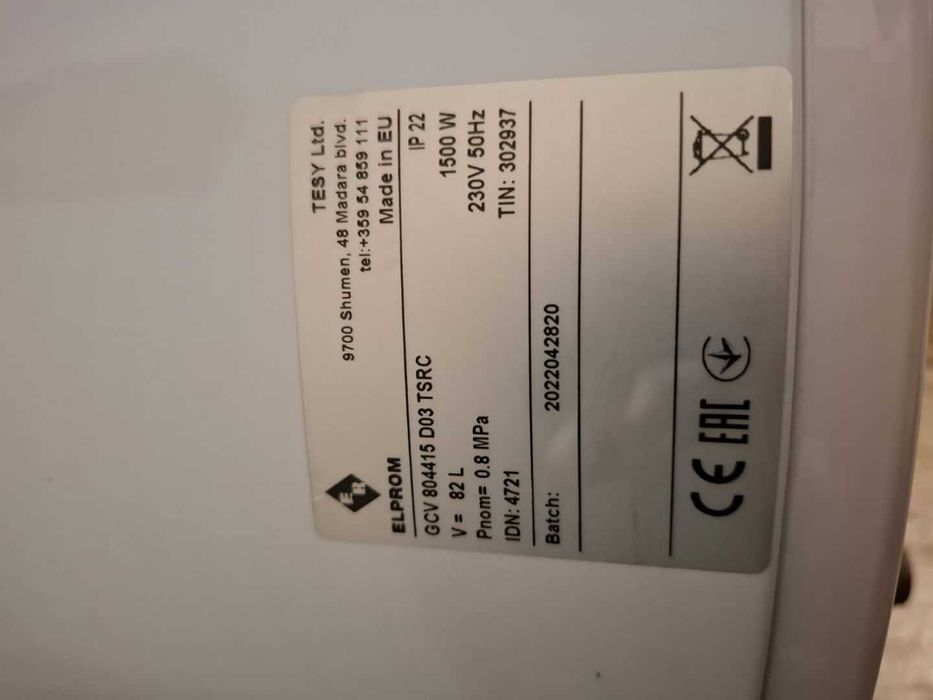 TESY Ltd.
9700 Shumen, 48 Madara blvd.
tel:+359 54 859 111
ER
ELPROM Made in EU
GCV 804415 D03 TSRC IP 22
V = 82 L 1500 W
Pnom= 0.8 MPa 230V 50Hz
IDN: 4721 TIN: 302937
Batch: 2022042820
CE EAC